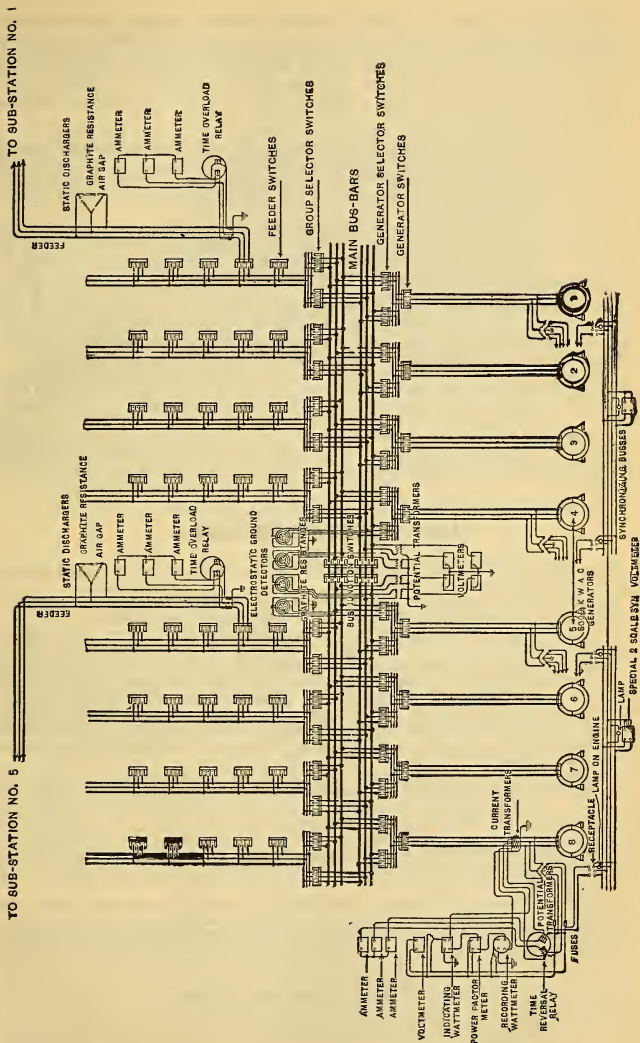 TO SUB-STATION NO. 1
STATIC DISCHARGERS
GRAPHITE RESISTANCE
AIR GAP
AMMETER
AMMETER
AMMETER
TIME OVERLOAD
RELAY
FEEDER
FEEDER SWITCHES
GROUP SELECTOR SWITCHES
MAIN BUS-BARS
GENERATOR SELECTOR SWITCHES
GENERATOR SWITCHES
2
3
4
TO SUB-STATION NO. 5
STATIC DISCHARGERS
GRAPHITE RESISTANCE
AIR GAP
AMMETER
AMMETER
AMMETER
TIME OVERLOAD
RELAY
FEEDER
ELECTROSTATIC GROUND
DETECTORS
GRAPHITE RESISTANCES
BUS JUNCTION SWITCHES
POTENTIAL TRANSFORMERS
VOLTMETERS
GENERATORS
5
6
7
8
SYNCHRONIZING BUSSES
SPECIAL 2 SCALE SYN VOLTMETER
LAMP
LAMP ON ENGINE
RECEPTACLE
CURRENT
TRANSFORMERS
POTENTIAL
TRANSFORMERS
FUSES
AMMETER
AMMETER
AMMETER
VOLTMETER
INDICATING
WATTMETER
POWER FACTOR
METER
RECORDING
WATTMETER
TIME
REVERSAL
RELAY